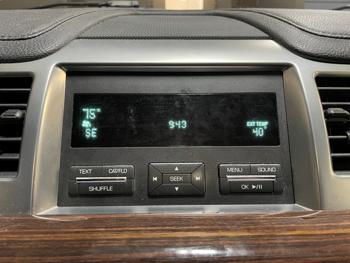 75°
9:43
EXT TEMP
SE
40°
TEXT CAT/FLD
MENU SOUND
SEEK
SHUFFLE
OK ►/II